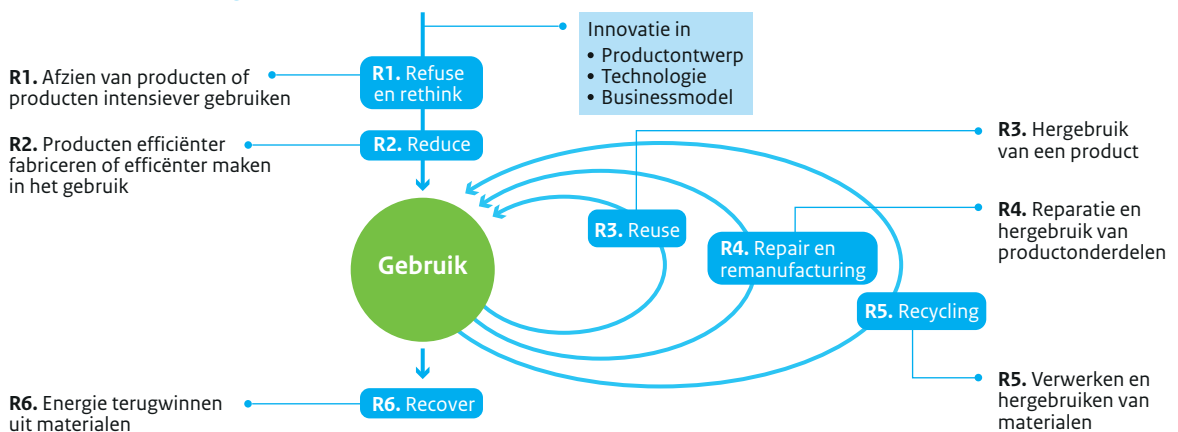 Innovatie in
• Productontwerp
• Technologie
• Businessmodel
R1. Afzien van producten of
producten intensiever gebruiken
R1. Refuse
en rethink
R2. Producten efficiënter
fabriceren of efficënter maken
in het gebruik
R2. Reduce
R3. Hergebruik
van een product
R3. Reuse
R4. Reparatie en
hergebruik van
productonderdelen
R4. Repair en
remanufacturing
Gebruik
R5. Recycling
R5. Verwerken en
hergebruiken van
materialen
R6. Energie terugwinnen
uit materialen
R6. Recover